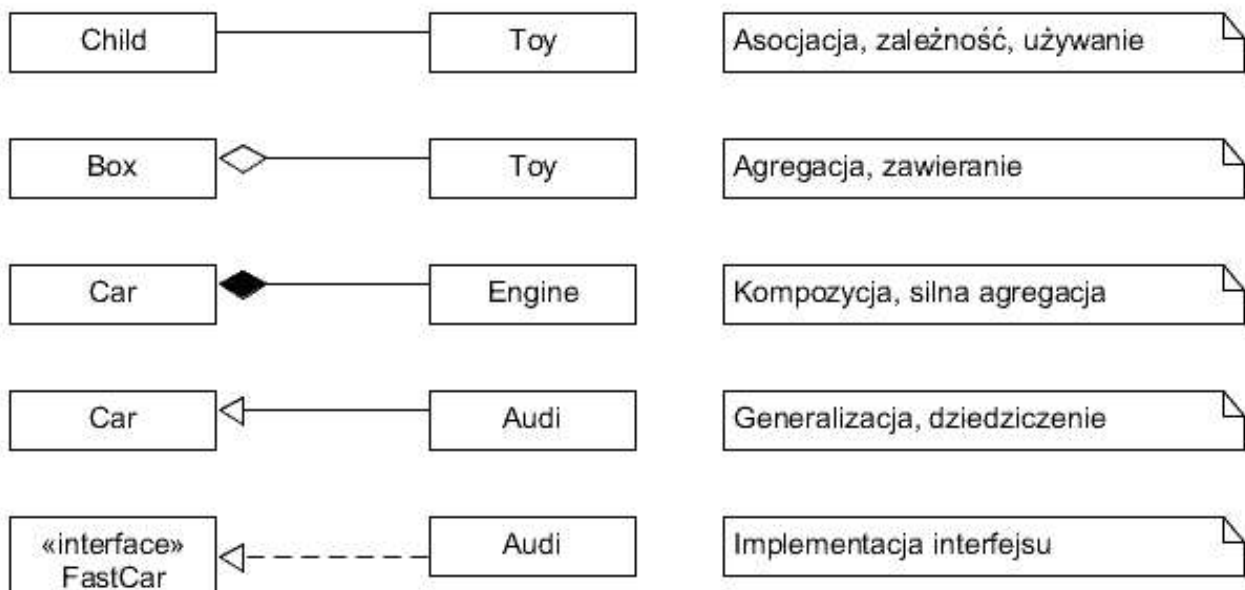 Child
Toy
Asocjacja, zależność, używanie
Box
Toy
Agregacja, zawieranie
Car
Engine
Kompozycja, silna agregacja
Car
Audi
Generalizacja, dziedziczenie
«interface»
FastCar
Audi
Implementacja interfejsu